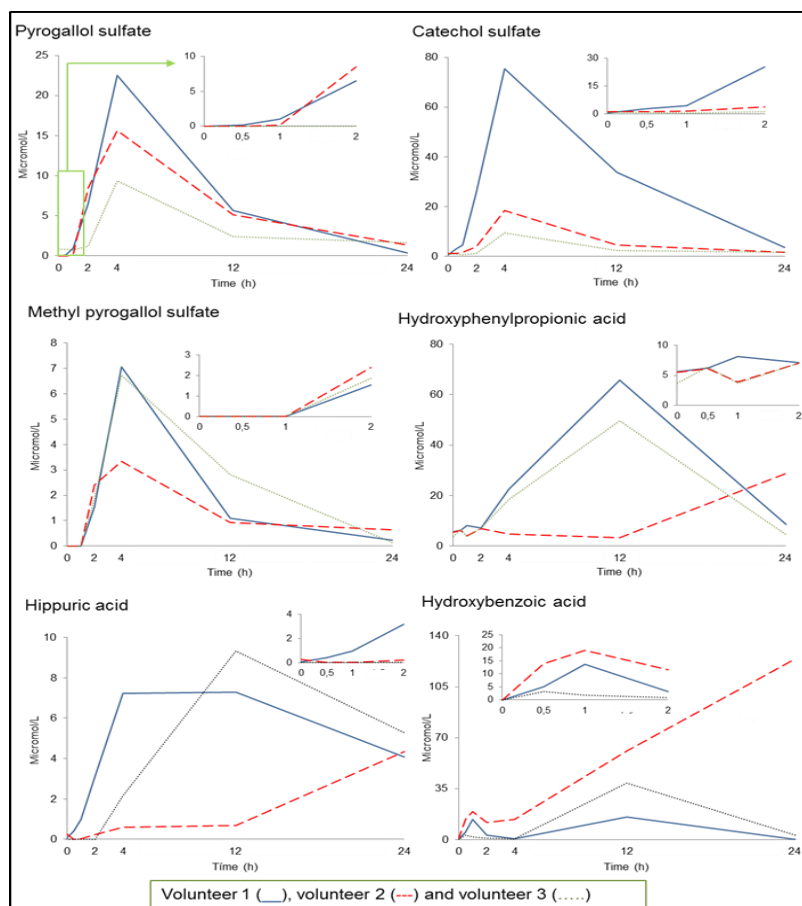 Pyrogallol sulfate
Micromol/L
25
20
15
10
5
0
0 2 4 12 24
Time (h)
10
5
0
0 0,5 1 2
Catechol sulfate
Micromol/L
80
60
40
20
0
0 2 4 12 24
Time (h)
30
15
0
0 0,5 1 2
Methyl pyrogallol sulfate
Micromol/L
8
7
6
5
4
3
2
1
0
0 2 4 12 24
Time (h)
3
2
1
0
0 1 2
Hydroxyphenylpropionic acid
Micromol/L
80
60
40
20
0
0 2 4 12 24
Time (h)
10
5
0
0 0,5 1 2
Hippuric acid
Micromol/L
10
8
6
4
2
0
0 2 4 12 24
Tíme (h)
4
2
0
0 0,5 1 2
Hydroxybenzoic acid
Micromol/L
140
105
70
35
0
0 2 4 12 24
Time (h)
25
20
15
10
5
0
0 0,5 1 2
Volunteer 1 (__), volunteer 2 (---) and volunteer 3 (.....)